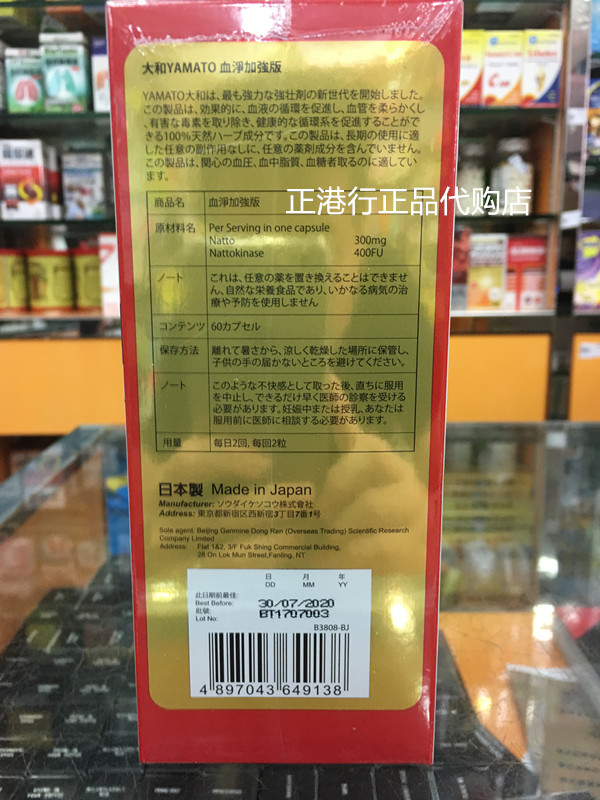 大和YAMATO 血淨加強版
YAMATO大和は、最も強力な強壮剤の新世代を開始しました。
この製品は、効果的に、血液の循環を促進し、血管を柔らかくし
有害な毒素を取り除き、健康的な循環系を促進することがで
きる100%天然ハーブ成分です。この製品は、長期の使用に適
した任意の副作用なしに、任意の薬剤成分を含んでいません。
この製品は、関心の血圧、血中脂質、血糖者取るのに適してい
ます。
正港行正品代购店
商品名 血淨加強版
原材料名 Per Serving in one capsule
Natto 300mg
Nattokinase 400FU
ノート これは、任意の薬を置き換えることはできませ
ん、自然な栄養食品であり、いかなる病気の治
療や予防を使用しません
コンテンツ 60カプセル
保存方法 離れて暑さから、涼しく乾燥した場所に保管し、
子供の手の届かないところを避けてください。
ノート このような不快感として取った後、直ちに服用
を中止し、できるだけ早く医師の診察を受ける
必要があります。妊娠中または授乳、あなたは
服用前に医師に相談する必要があります。
用量 每日2回, 每回2粒
日本製 Made in Japan
Manufacturer: ソウダイケンコウ株式会社
Address: 東京都新宿区西新宿3丁目7番1号
Sole agent: Beijing Genmine Dong Ren (Overseas Trading) Scientific Research
Company Limited
Address: Flat 1&2, 3/F Fuk Shing Commercial Building,
28 On Lok Mun Street,Fanling, NT
日 月 年
DD MM YY
此日期前最佳:
Best Before: 30/07/2020
批號:
Lot No: BT1707003
B3808-BJ
4 897043 649138